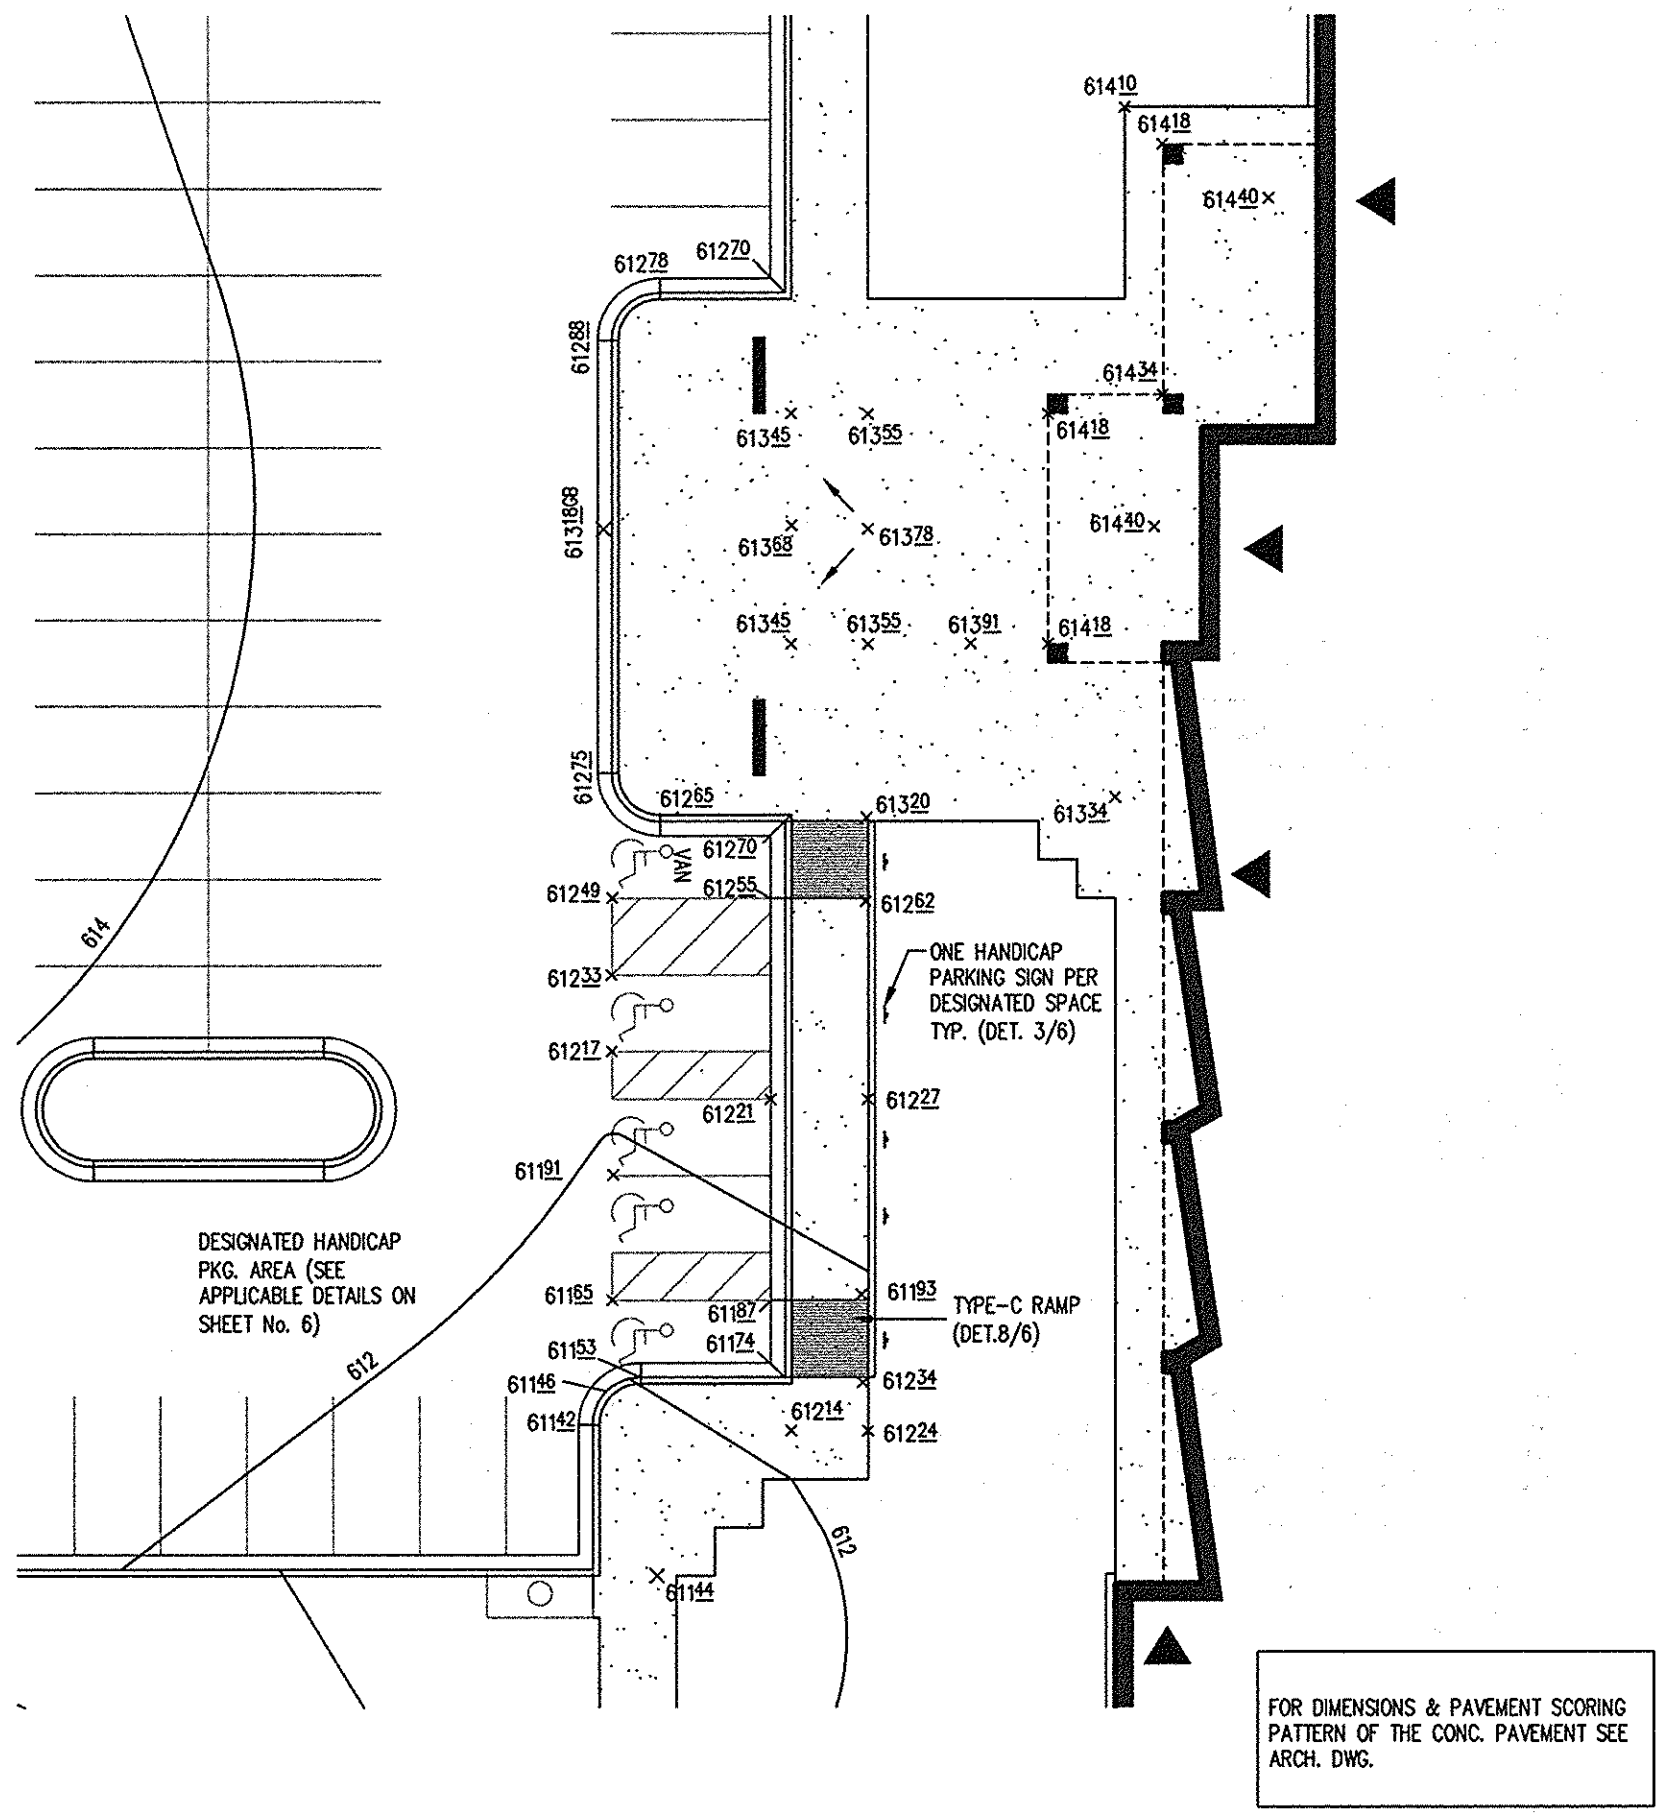 61410
61418
61440
61278
61270
61288
61434
61345
61355
61418
61318GB
61368
61378
61440
61345
61355
61391
61418
61275
61265
61320
61334
61270
VAN
61249
61255
61262
614
61233
ONE HANDICAP
PARKING SIGN PER
DESIGNATED SPACE
TYP. (DET. 3/6)
61217
61221
61227
61191
DESIGNATED HANDICAP
PKG. AREA (SEE
APPLICABLE DETAILS ON
SHEET No. 6)
61165
61187
61193
TYPE-C RAMP
(DET.8/6)
612
61153
61174
61146
61234
61142
61214
61224
612
61144
FOR DIMENSIONS & PAVEMENT SCORING
PATTERN OF THE CONC. PAVEMENT SEE
ARCH. DWG.